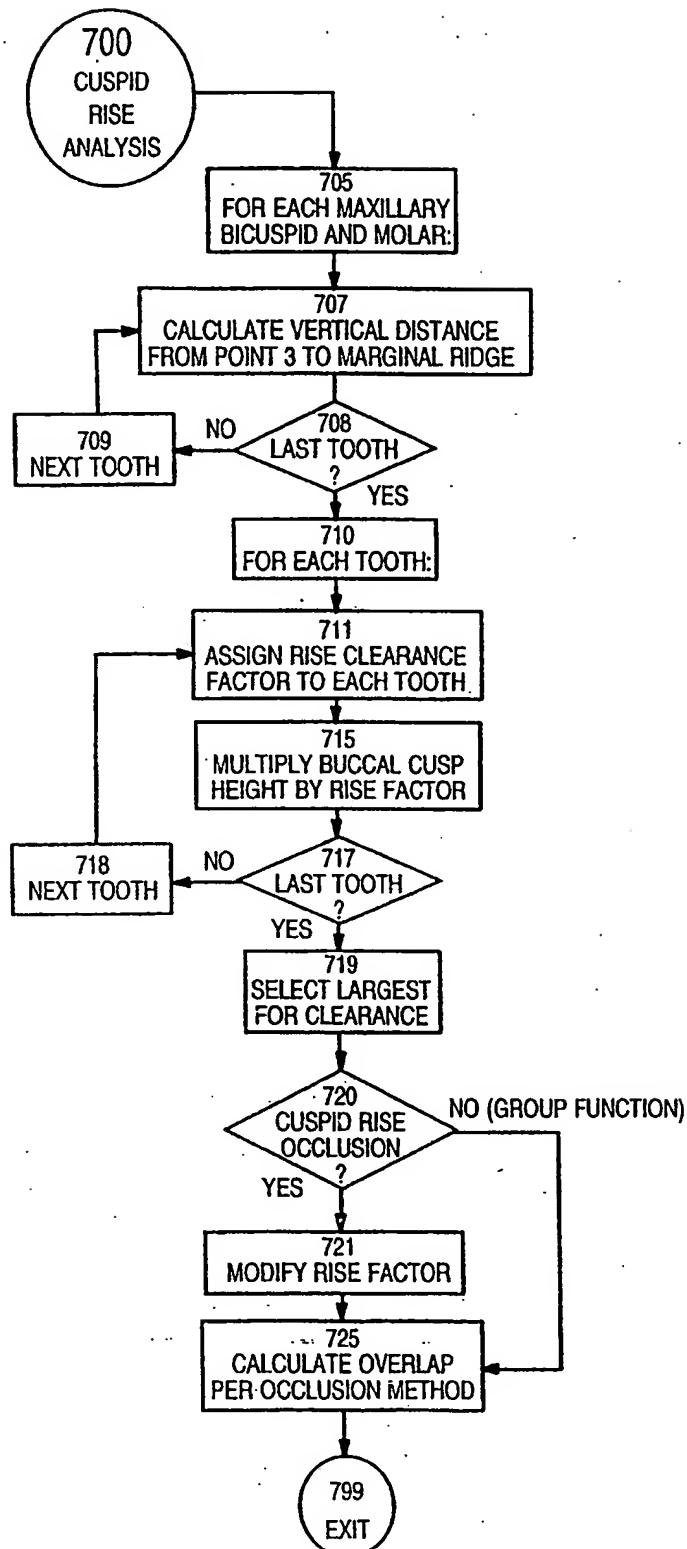 700
CUSPID
RISE
ANALYSIS
705
FOR EACH MAXILLARY
BICUSPID AND MOLAR:
707
CALCULATE VERTICAL DISTANCE
FROM POINT 3 TO MARGINAL RIDGE
708
LAST TOOTH
?
NO
709
NEXT TOOTH
YES
710
FOR EACH TOOTH:
711
ASSIGN RISE CLEARANCE
FACTOR TO EACH TOOTH
715
MULTIPLY BUCCAL CUSP
HEIGHT BY RISE FACTOR
717
LAST TOOTH
?
NO
718
NEXT TOOTH
YES
719
SELECT LARGEST
FOR CLEARANCE
720
CUSPID RISE
OCCLUSION
?
NO (GROUP FUNCTION)
YES
721
MODIFY RISE FACTOR
725
CALCULATE OVERLAP
PER OCCLUSION METHOD
799
EXIT